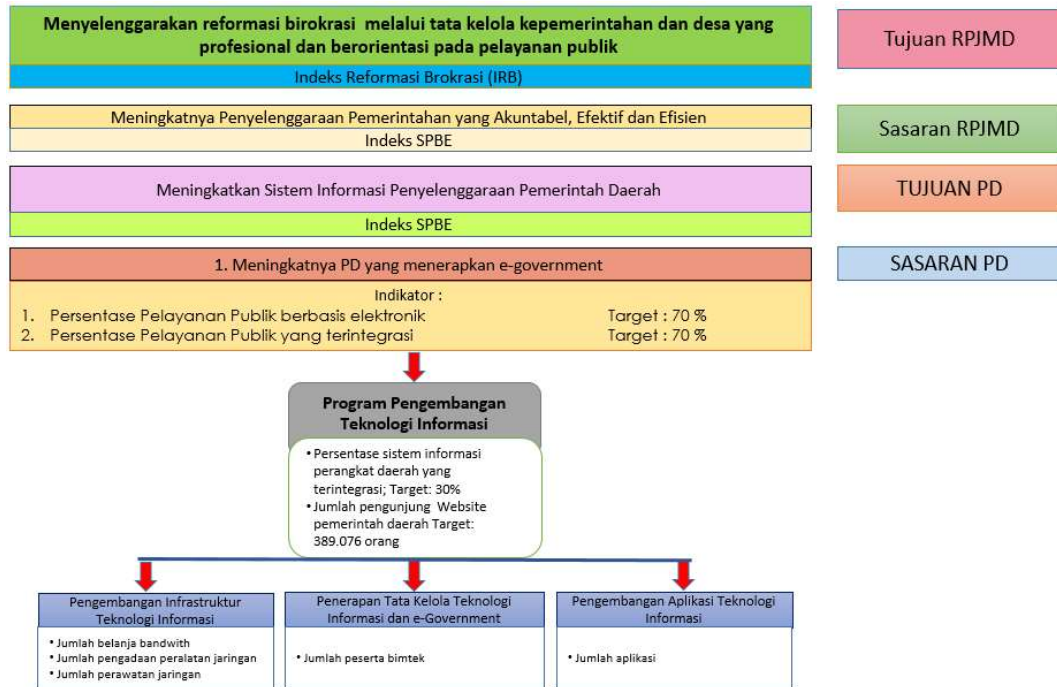 Menyelenggarakan reformasi birokrasi melalui tata kelola kepemerintahan dan desa yang
profesional dan berorientasi pada pelayanan publik
Indeks Reformasi Brokrasi (IRB)
Tujuan RPJMD
Meningkatnya Penyelenggaraan Pemerintahan yang Akuntabel, Efektif dan Efisien
Indeks SPBE
Sasaran RPJMD
Meningkatkan Sistem Informasi Penyelenggaraan Pemerintah Daerah
Indeks SPBE
TUJUAN PD
1. Meningkatnya PD yang menerapkan e-government
SASARAN PD
Indikator :
1. Persentase Pelayanan Publik berbasis elektronik Target : 70 %
2. Persentase Pelayanan Publik yang terintegrasi Target : 70 %
Program Pengembangan
Teknologi Informasi
• Persentase sistem informasi
perangkat daerah yang
terintegrasi; Target: 30%
• Jumlah pengunjung Website
pemerintah daerah Target:
389.076 orang
Pengembangan Infrastruktur
Teknologi Informasi
• Jumlah belanja bandwith
• Jumlah pengadaan peralatan jaringan
• Jumlah perawatan jaringan
Penerapan Tata Kelola Teknologi
Informasi dan e-Government
• Jumlah peserta bimtek
Pengembangan Aplikasi Teknologi
Informasi
• Jumlah aplikasi